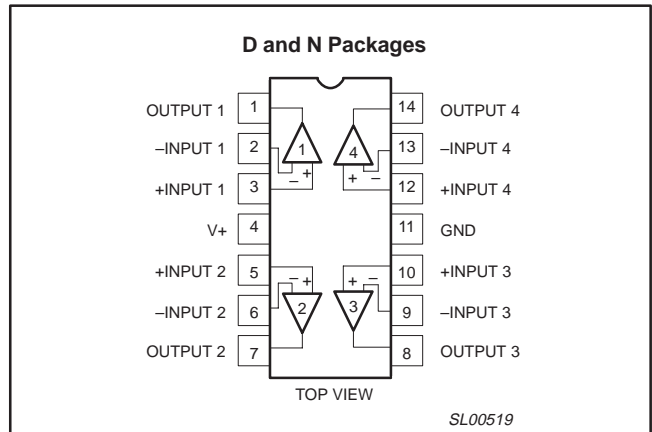 D and N Packages
OUTPUT 1 1 14 OUTPUT 4
–INPUT 1 2 1 4 13 –INPUT 4
+INPUT 1 3 – + + – 12 +INPUT 4
V+ 4 11 GND
+INPUT 2 5 – + + – 10 +INPUT 3
–INPUT 2 6 2 3 9 –INPUT 3
OUTPUT 2 7 8 OUTPUT 3
TOP VIEW
SL00519